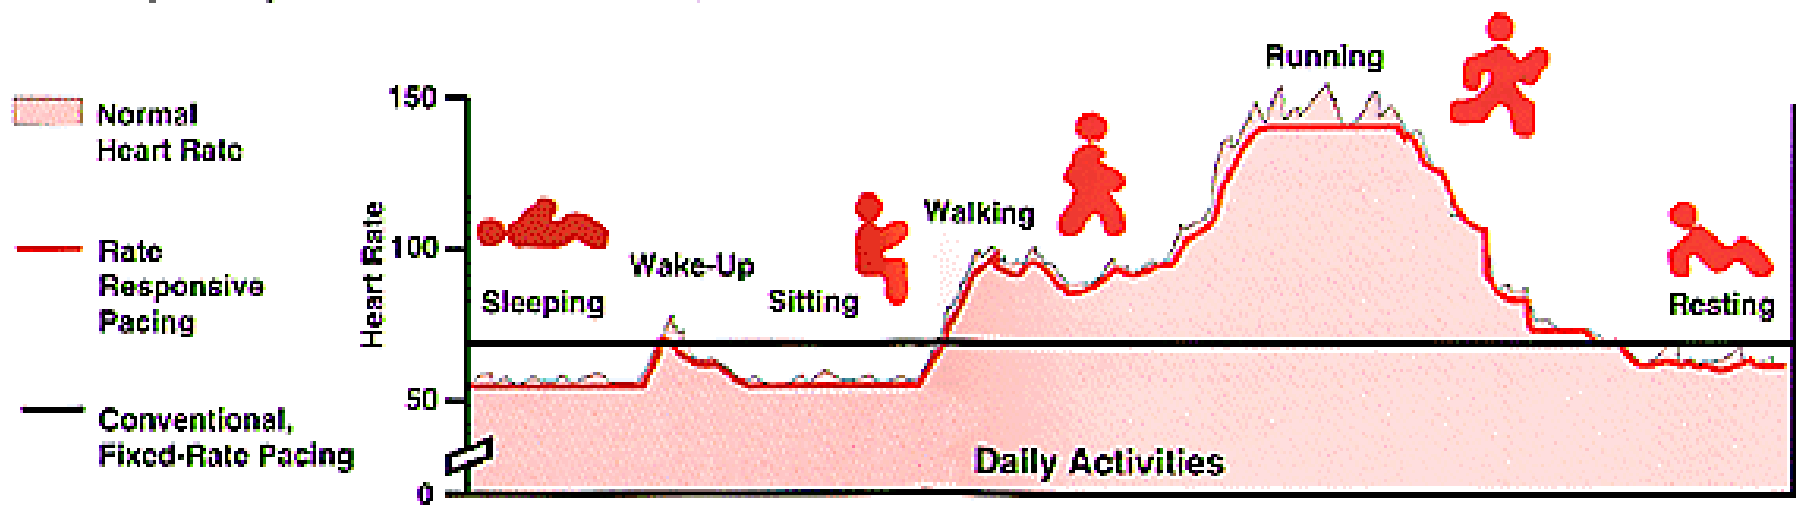 Normal
Heart Rate
Rate
Responsive
Pacing
Conventional,
Fixed-Rate Pacing
Heart Rate
150
100
50
0
Sleeping
Wake-Up
Sitting
Walking
Running
Resting
Daily Activities